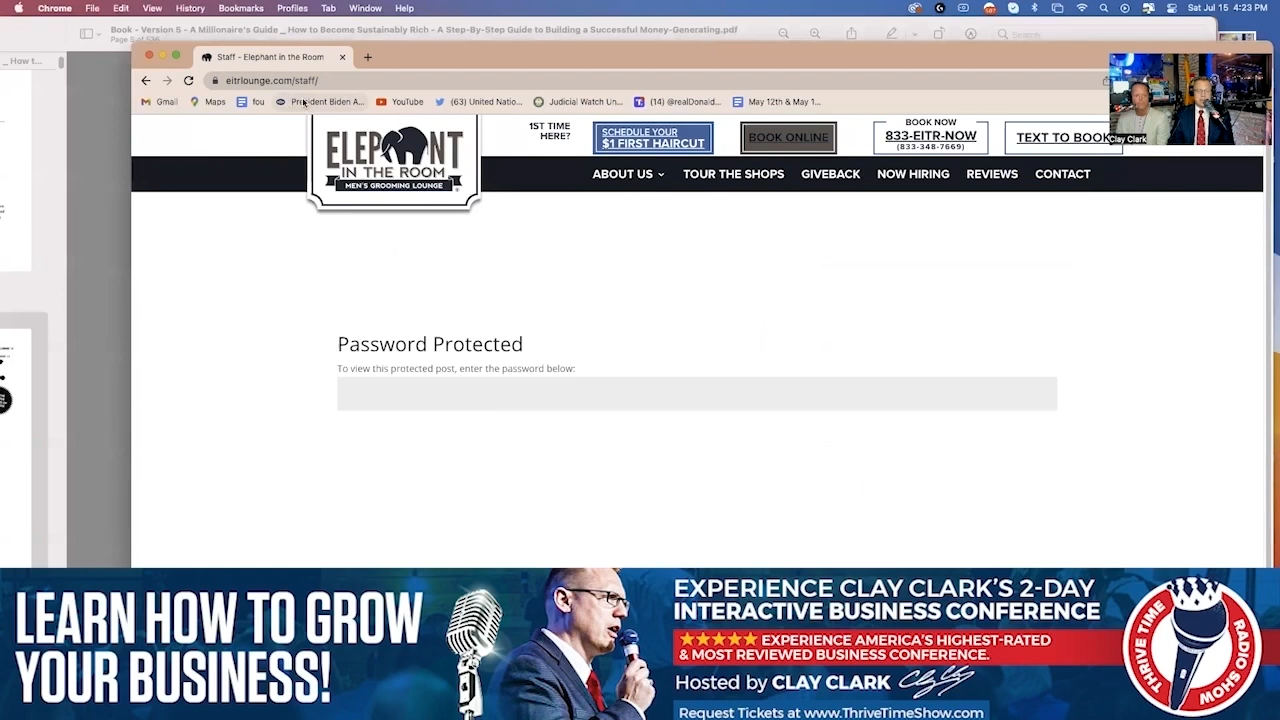 Chrome File Edit View History Bookmarks Profiles Tab Window Help
Sat Jul 15 4:23 PM
Book - Version 5 - A Millionaire's Guide _ How to Become Sustainably Rich - A Step-By-Step Guide to Building a Successful Money-Generating.pdf
Search
_ How t...
Staff - Elephant in the Room
eitrlounge.com/staff/
Gmail Maps fou President Biden A... YouTube (63) United Natio... Judicial Watch Un... (14) @realDonal... May 12th & May 1...
Clay Clark
ELEPHANT
IN THE ROOM
MEN'S GROOMING LOUNGE
1ST TIME
HERE?
SCHEDULE YOUR
$1 FIRST HAIRCUT
BOOK ONLINE
BOOK NOW
833-EITR-NOW
(833-348-7669)
TEXT TO BOOK
ABOUT US TOUR THE SHOPS GIVEBACK NOW HIRING REVIEWS CONTACT
Password Protected
To view this protected post, enter the password below:
LEARN HOW TO GROW
YOUR BUSINESS!
EXPERIENCE CLAY CLARK'S 2-DAY
INTERACTIVE BUSINESS CONFERENCE
EXPERIENCE AMERICA'S HIGHEST-RATED
& MOST REVIEWED BUSINESS CONFERENCE.
Hosted by CLAY CLARK
Request Tickets at www.ThriveTimeShow.com
THRIVE TIME
RADIO SHOW